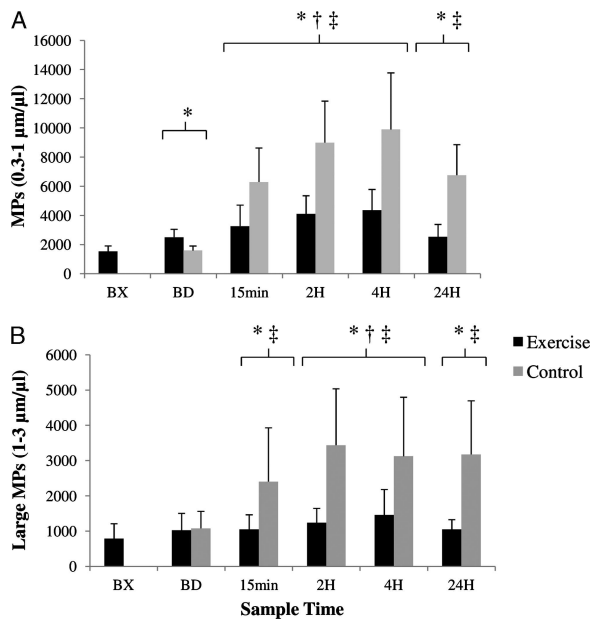 A
* † ‡
* ‡
*
MPs (0.3-1 μm/μl)
16000
14000
12000
10000
8000
6000
4000
2000
0
BX BD 15min 2H 4H 24H
B
* ‡
* † ‡
* ‡
Large MPs (1-3 μm/μl)
6000
5000
4000
3000
2000
1000
0
BX BD 15min 2H 4H 24H
Sample Time
Exercise
Control